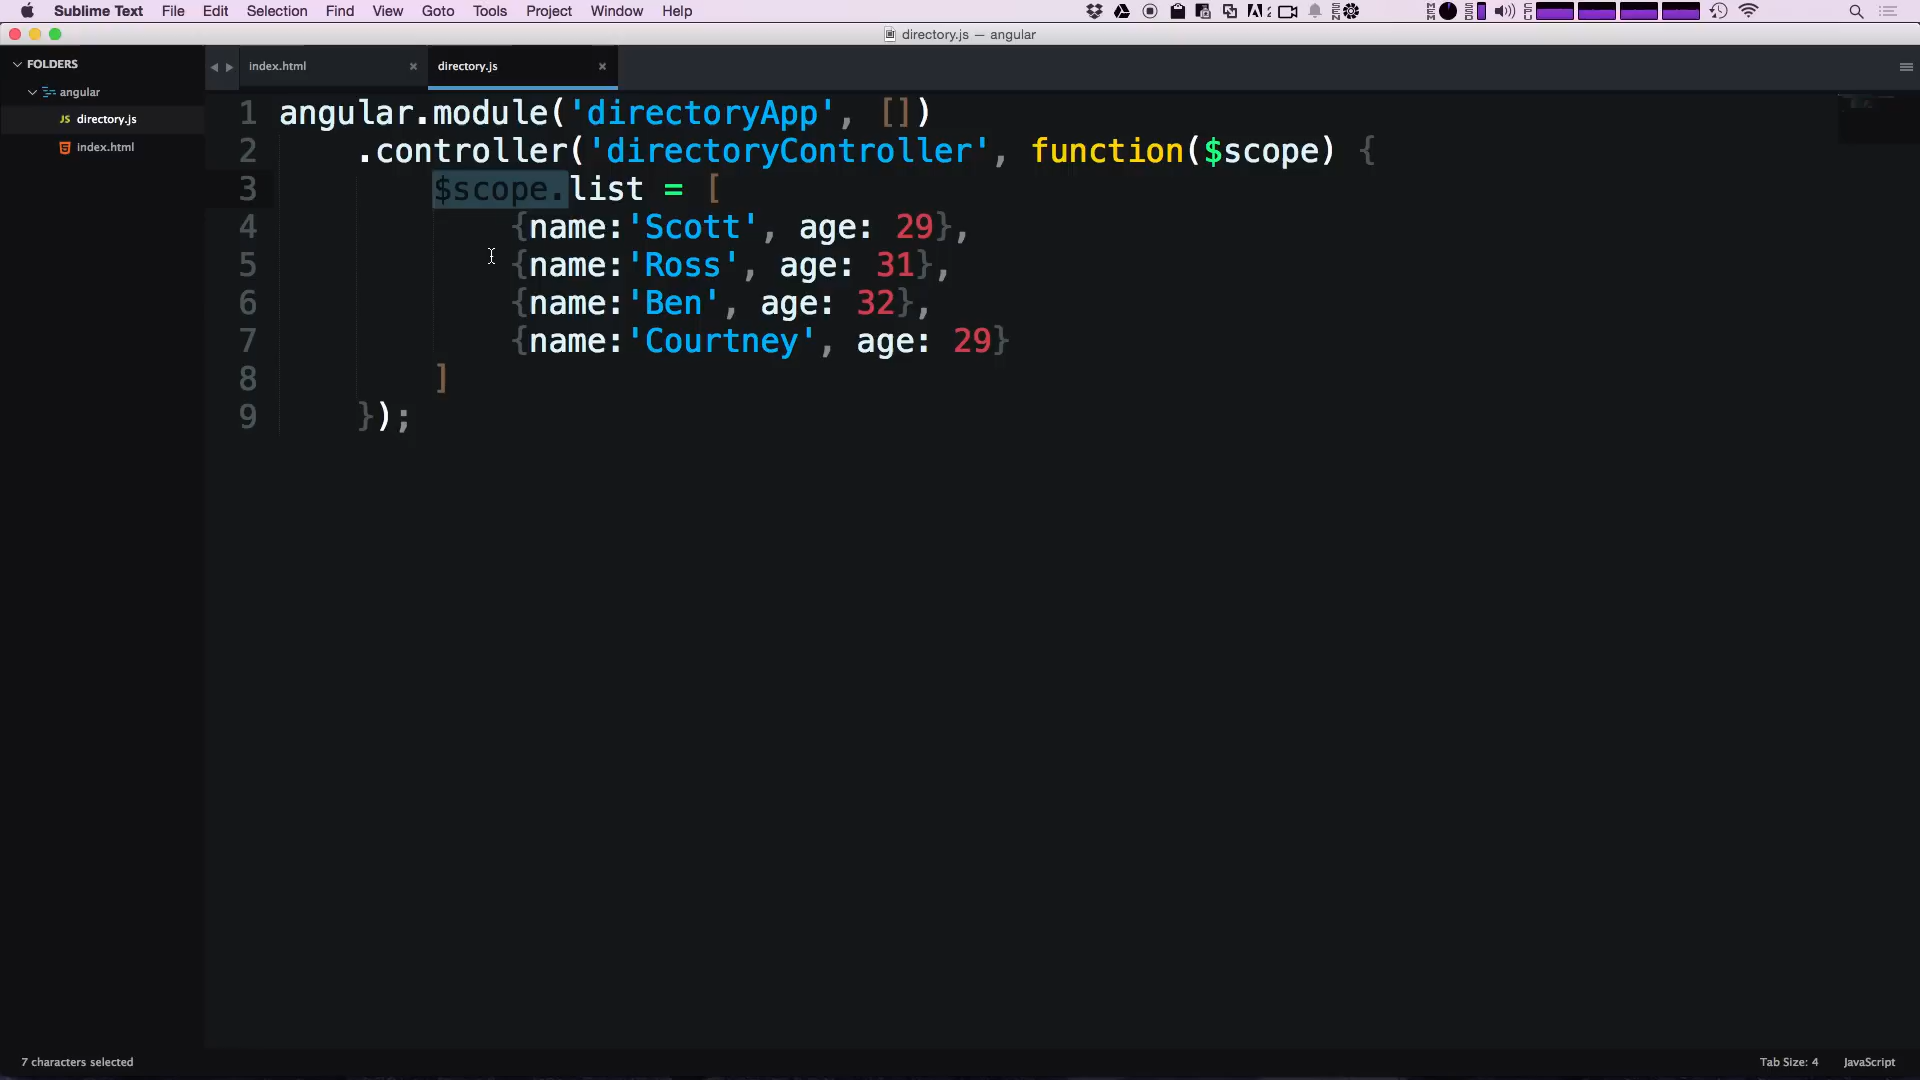 Sublime Text File Edit Selection Find View Goto Tools Project Window Help
directory.js — angular
FOLDERS
angular
directory.js
index.html
index.html
directory.js
1 angular.module('directoryApp', [])
2 .controller('directoryController', function($scope) {
3 $scope.list = [
4 {name:'Scott', age: 29},
5 {name:'Ross', age: 31},
6 {name:'Ben', age: 32},
7 {name:'Courtney', age: 29}
8 ]
9 });
7 characters selected
Tab Size: 4 JavaScript